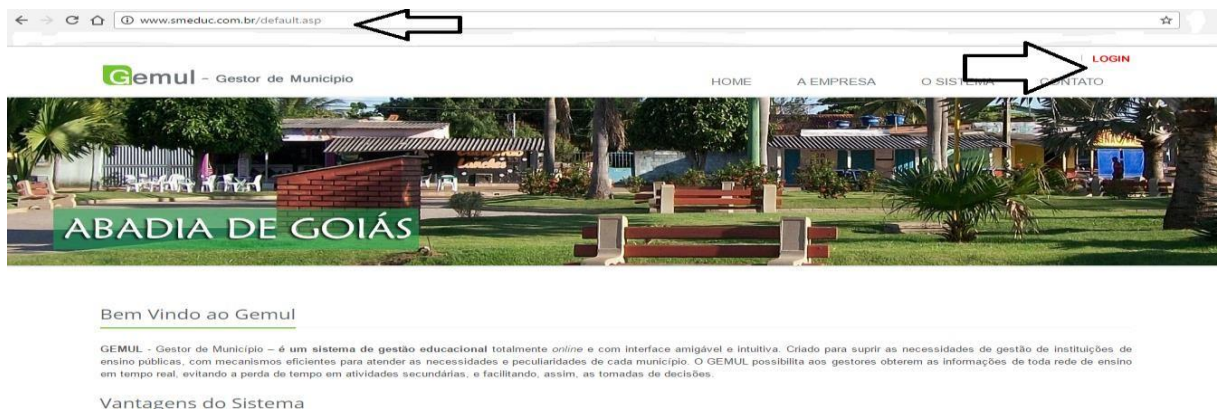 www.smeduc.com.br/default.asp
LOGIN
Gemul - Gestor de Municipio
HOME A EMPRESA O SISTEMA CONTATO
ABADIA DE GOIÁS
Bem Vindo ao Gemul
GEMUL - Gestor de Município – é um sistema de gestão educacional totalmente online e com interface amigável e intuitiva. Criado para suprir as necessidades de gestão de instituições de
ensino públicas, com mecanismos eficientes para atender as necessidades e peculiaridades de cada município. O GEMUL possibilita aos gestores obterem as informações de toda rede de ensino
em tempo real, evitando a perda de tempo em atividades secundárias, e facilitando, assim, as tomadas de decisões.
Vantagens do Sistema